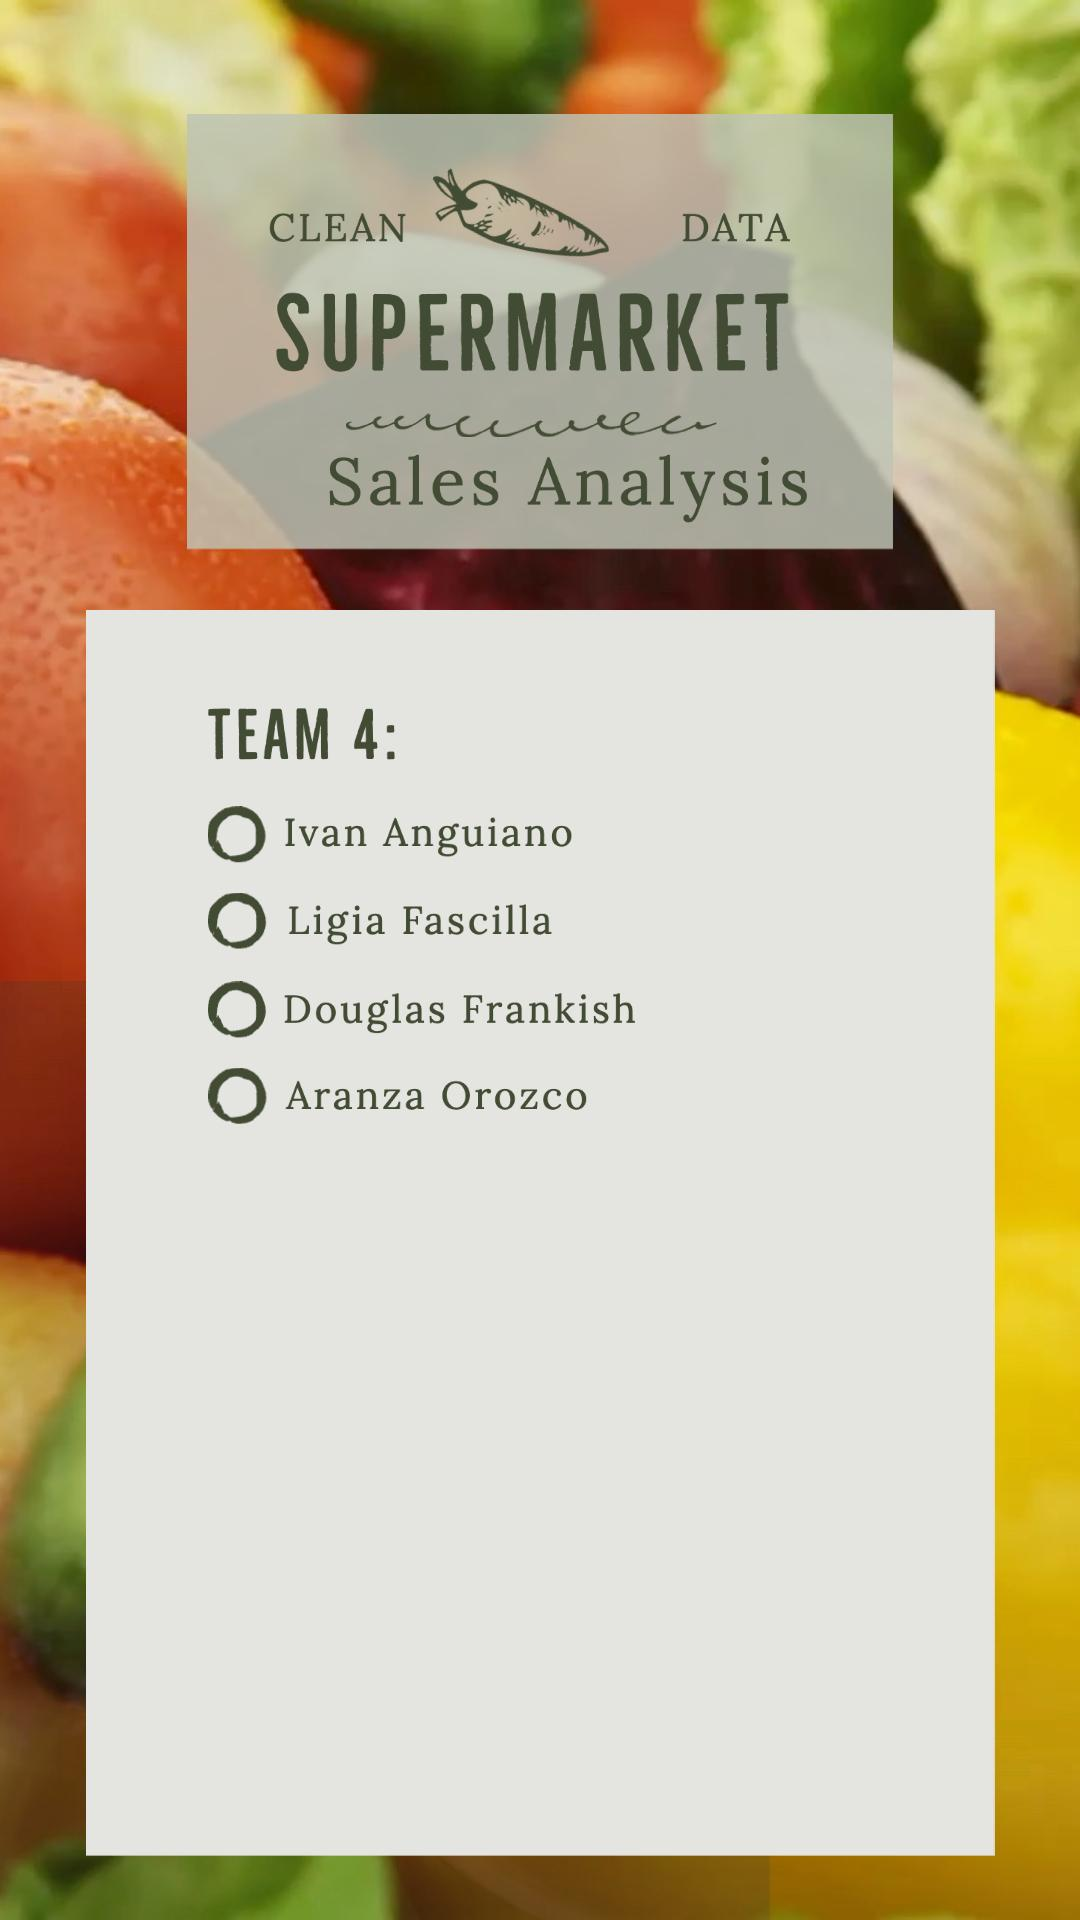 CLEAN DATA
SUPERMARKET
Sales Analysis
TEAM 4:
Ivan Anguiano
Ligia Fascilla
Douglas Frankish
Aranza Orozco